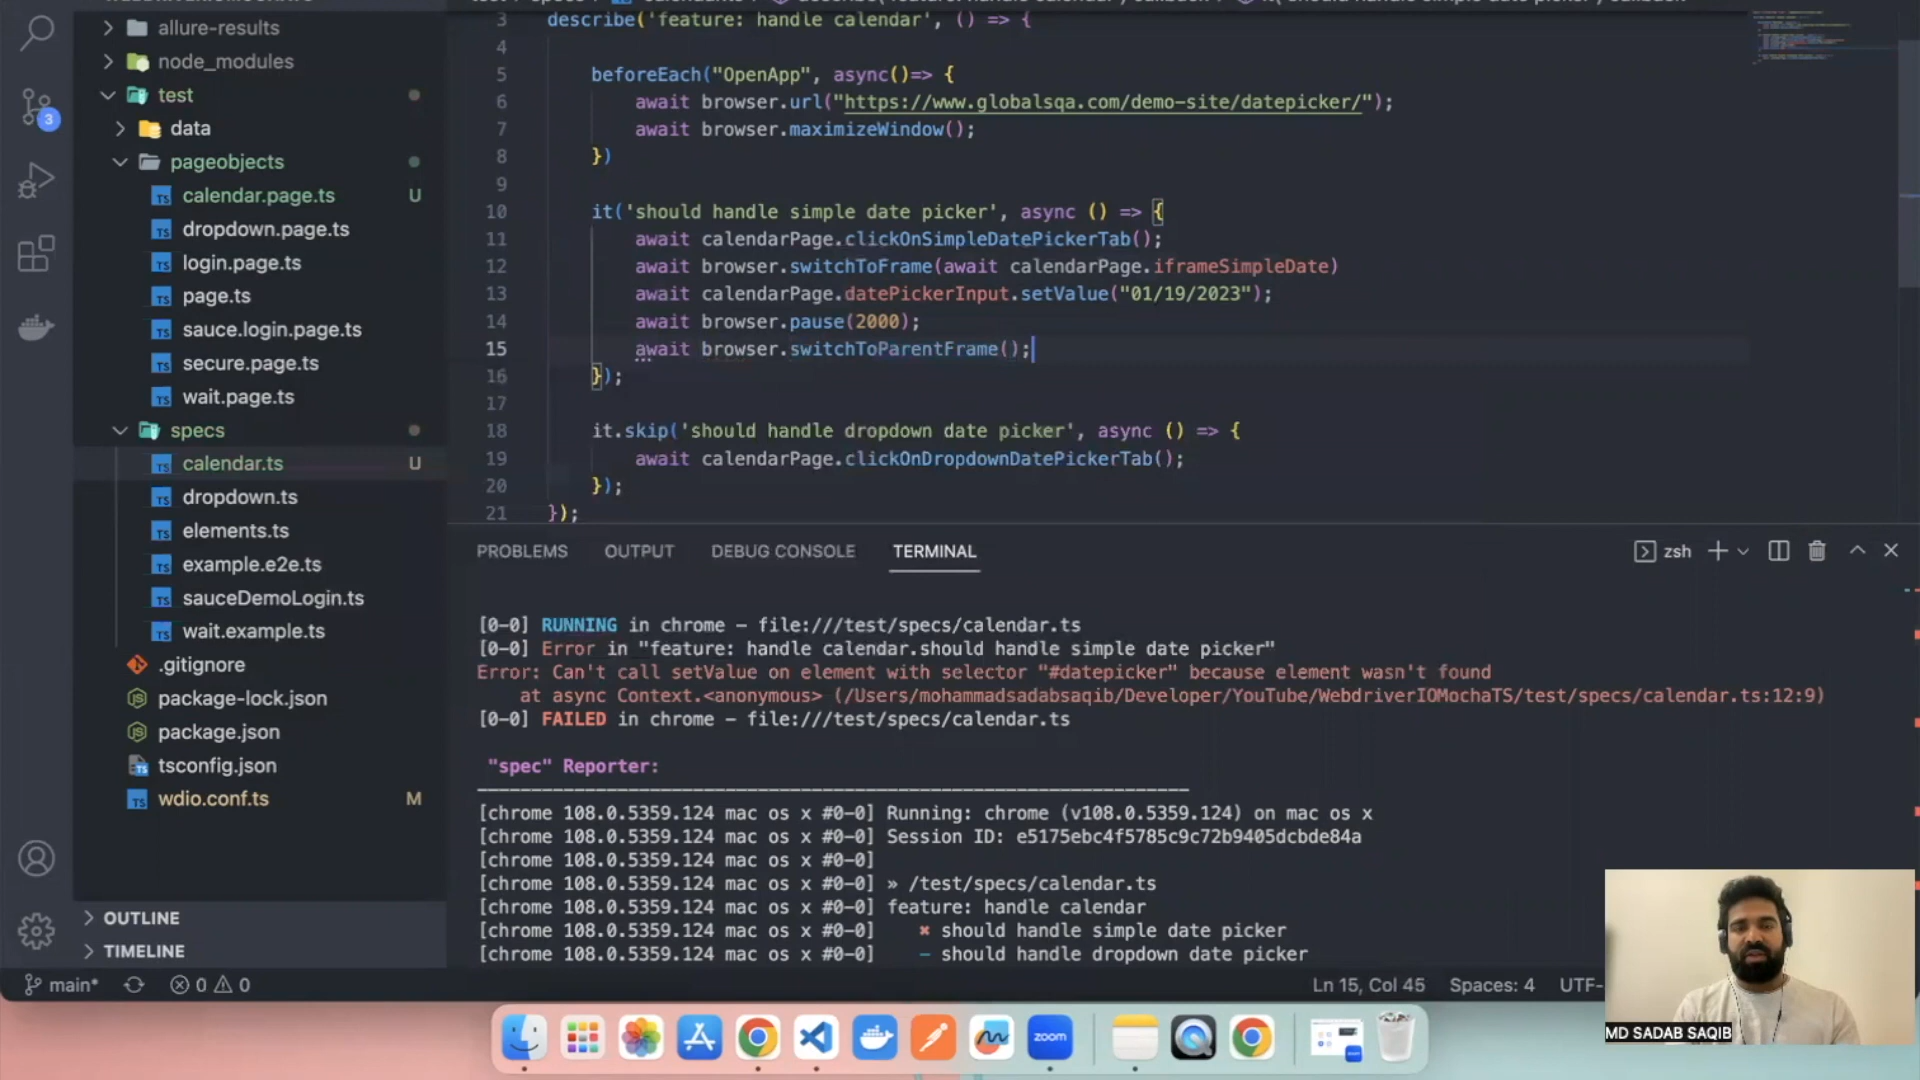 allure-results
node_modules
test
data
pageobjects
calendar.page.ts U
dropdown.page.ts
login.page.ts
page.ts
sauce.login.page.ts
secure.page.ts
wait.page.ts
specs
calendar.ts U
dropdown.ts
elements.ts
example.e2e.ts
sauceDemoLogin.ts
wait.example.ts
.gitignore
package-lock.json
package.json
tsconfig.json
wdio.conf.ts M
OUTLINE
TIMELINE
3
3 describe('feature: handle calendar', () => {
4
5 beforeEach("OpenApp", async()=> {
6 await browser.url("https://www.globalsqa.com/demo-site/datepicker/");
7 await browser.maximizeWindow();
8 })
9
10 it('should handle simple date picker', async () => {
11 await calendarPage.clickOnSimpleDatePickerTab();
12 await browser.switchToFrame(await calendarPage.iframeSimpleDate)
13 await calendarPage.datePickerInput.setValue("01/19/2023");
14 await browser.pause(2000);
15 await browser.switchToParentFrame();
16 });
17
18 it.skip('should handle dropdown date picker', async () => {
19 await calendarPage.clickOnDropdownDatePickerTab();
20 });
21 });
PROBLEMS OUTPUT DEBUG CONSOLE TERMINAL zsh
[0-0] RUNNING in chrome - file:///test/specs/calendar.ts
[0-0] Error in "feature: handle calendar.should handle simple date picker"
Error: Can't call setValue on element with selector "#datepicker" because element wasn't found
at async Context.<anonymous> (/Users/mohammadsadabsaqib/Developer/YouTube/WebdriverIOMochaTS/test/specs/calendar.ts:12:9)
[0-0] FAILED in chrome - file:///test/specs/calendar.ts
"spec" Reporter:
[chrome 108.0.5359.124 mac os x #0-0] Running: chrome (v108.0.5359.124) on mac os x
[chrome 108.0.5359.124 mac os x #0-0] Session ID: e5175ebc4f5785c9c72b9405dcbde84a
[chrome 108.0.5359.124 mac os x #0-0]
[chrome 108.0.5359.124 mac os x #0-0] » /test/specs/calendar.ts
[chrome 108.0.5359.124 mac os x #0-0] feature: handle calendar
[chrome 108.0.5359.124 mac os x #0-0] ✖ should handle simple date picker
[chrome 108.0.5359.124 mac os x #0-0] - should handle dropdown date picker
main* 0 0 Ln 15, Col 45 Spaces: 4 UTF-
zoom
MD SADAB SAQIB